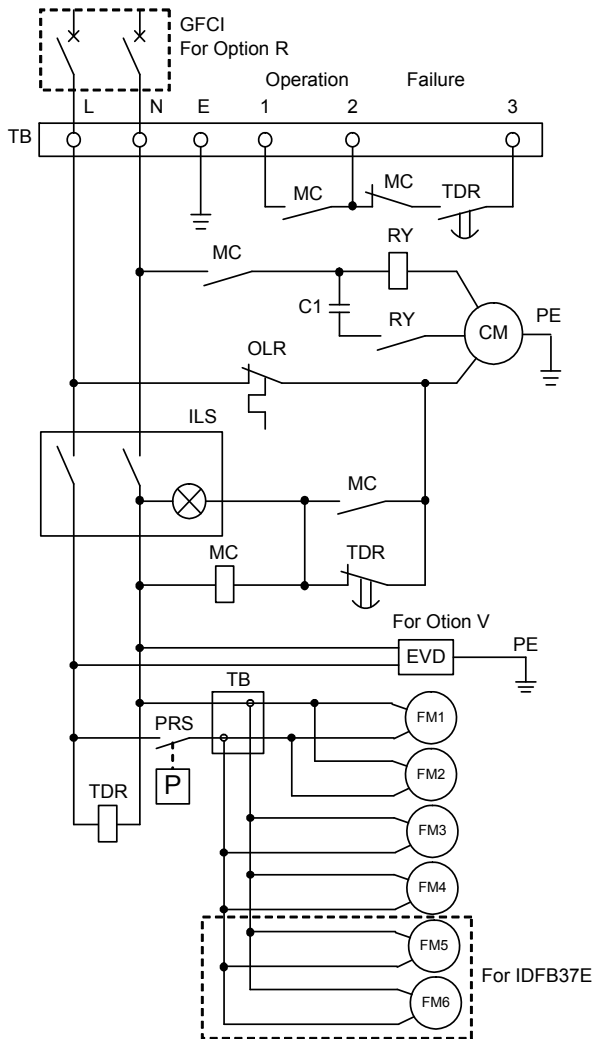 GFCI
For Option R
Operation Failure
L N E 1 2 3
TB
MC MC TDR
MC RY
C1 RY CM PE
OLR
ILS
MC
MC TDR
For Otion V
EVD PE
TB
PRS FM1
P
FM2
TDR
FM3
FM4
FM5
For IDFB37E
FM6